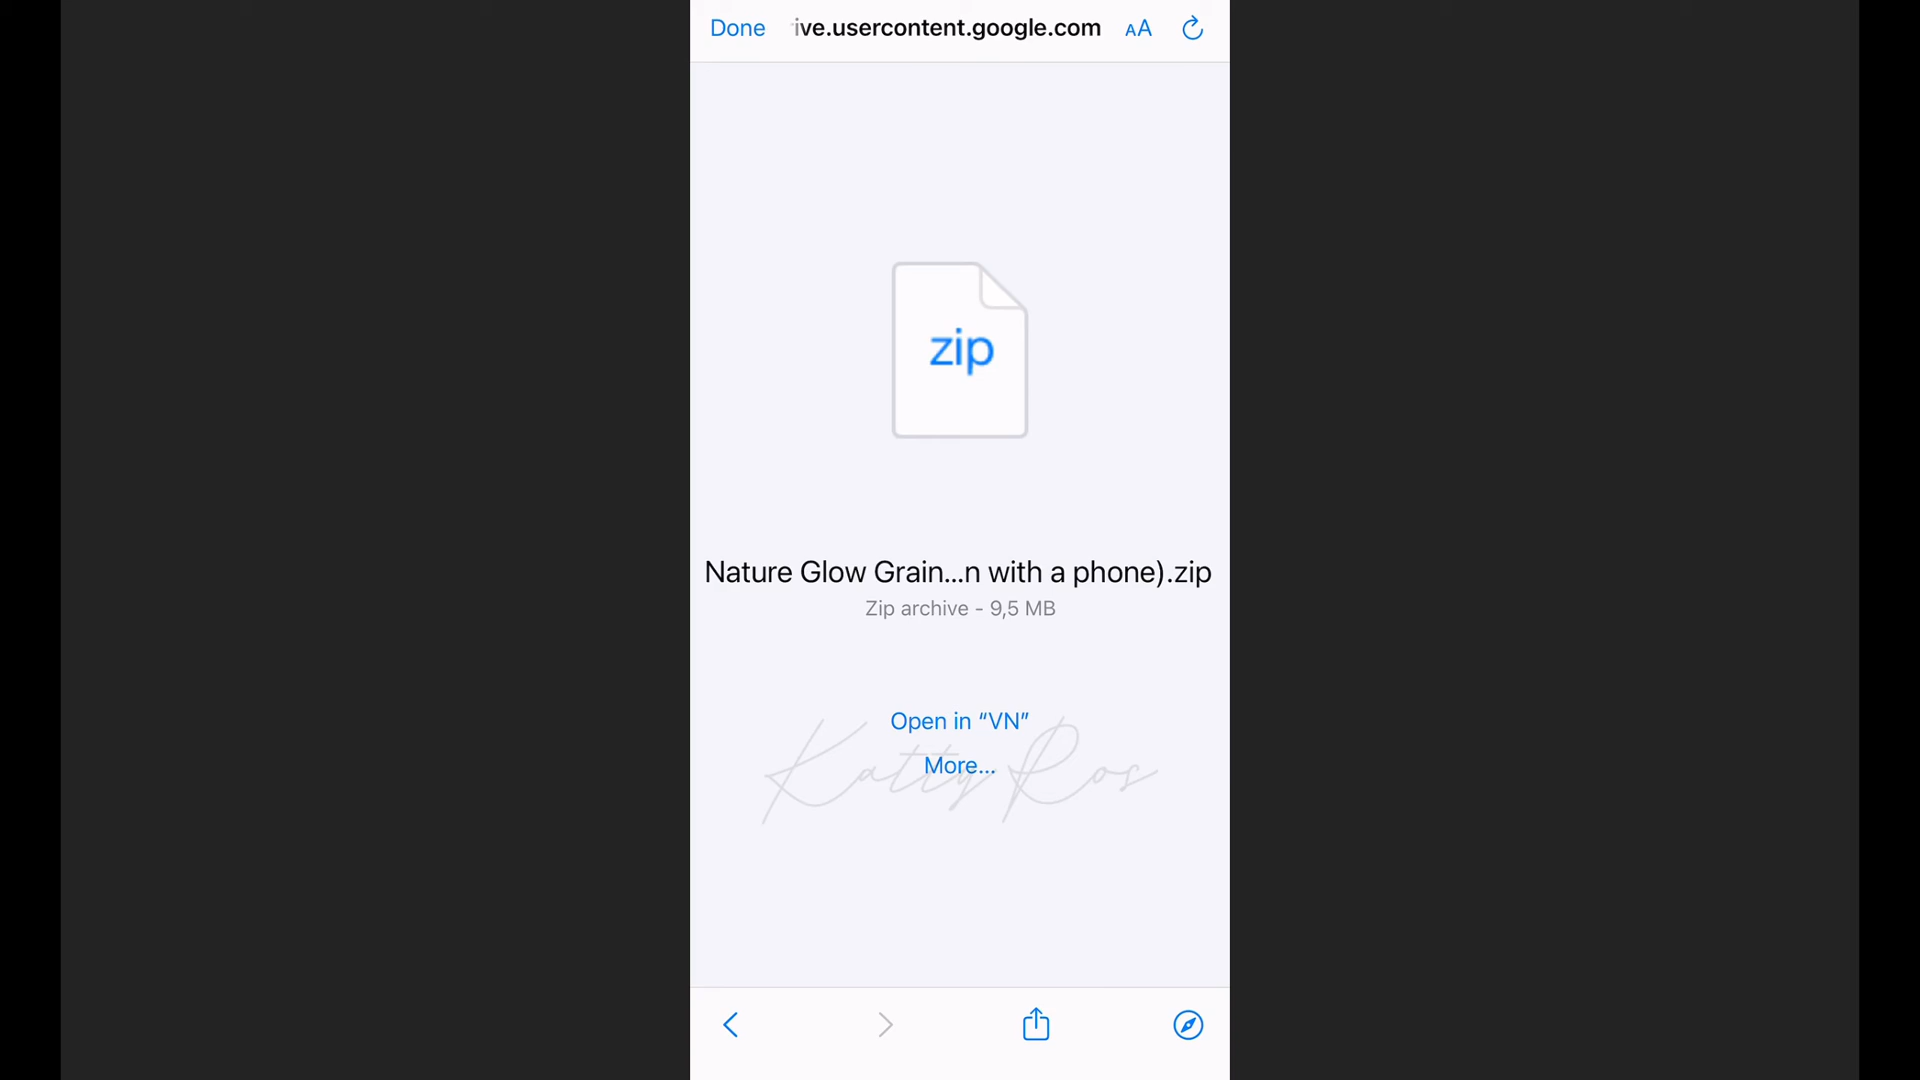 Done ive.usercontent.google.com AA
zip
Nature Glow Grain...n with a phone).zip
Zip archive - 9,5 MB
Open in “VN”
More...
Katty Ros